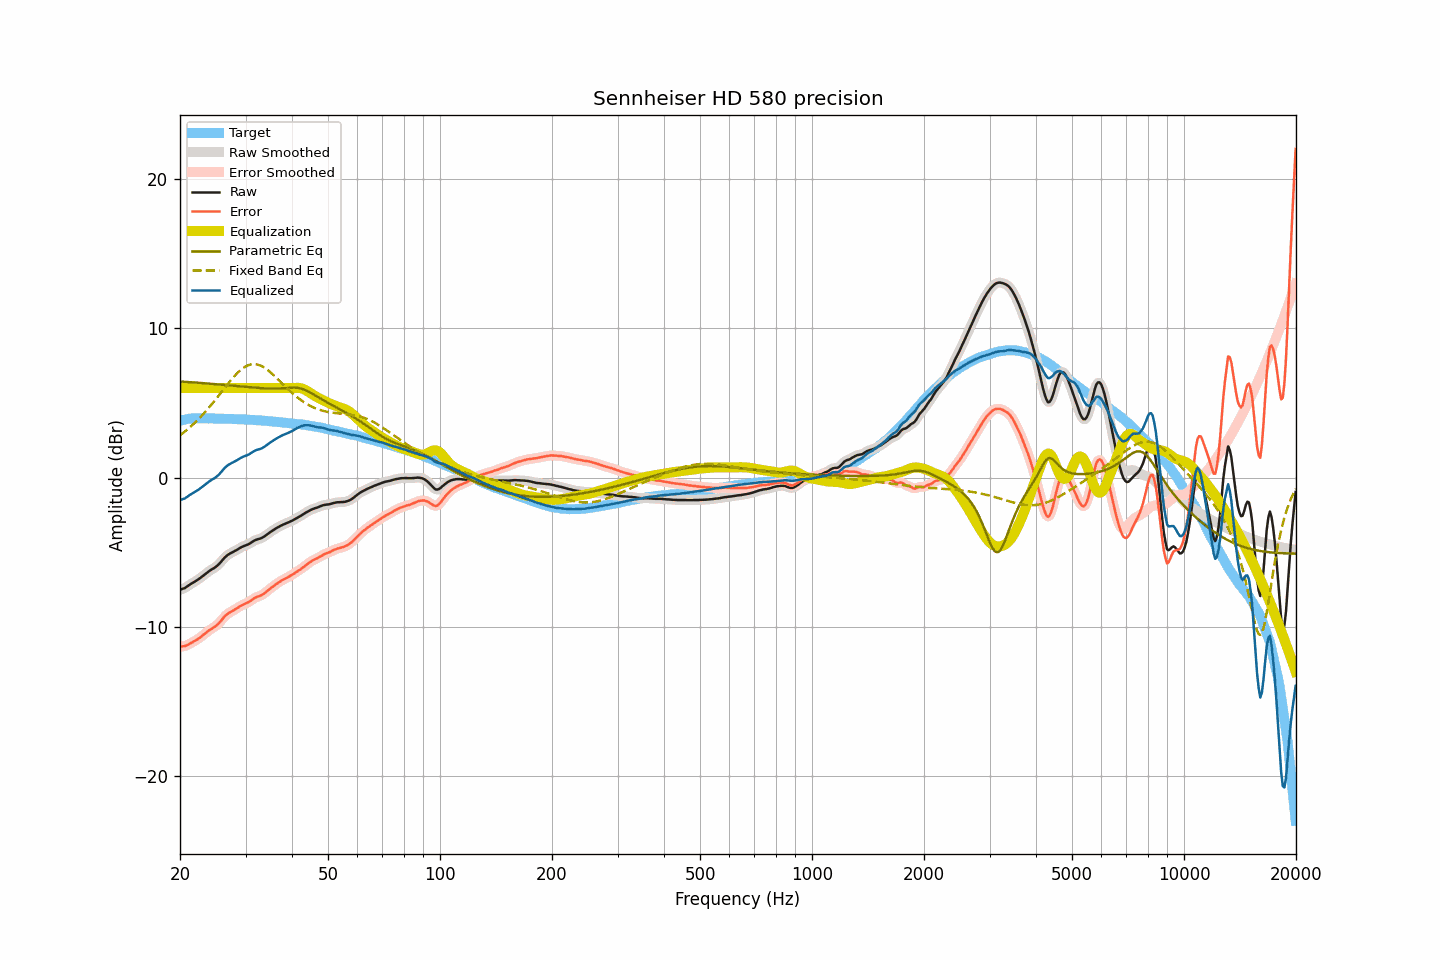 Sennheiser HD 580 precision
Target
Raw Smoothed
Error Smoothed
Raw
Error
Equalization
Parametric Eq
Fixed Band Eq
Equalized
20
10
0
−10
−20
Amplitude (dBr)
20 50 100 200 500 1000 2000 5000 10000 20000
Frequency (Hz)